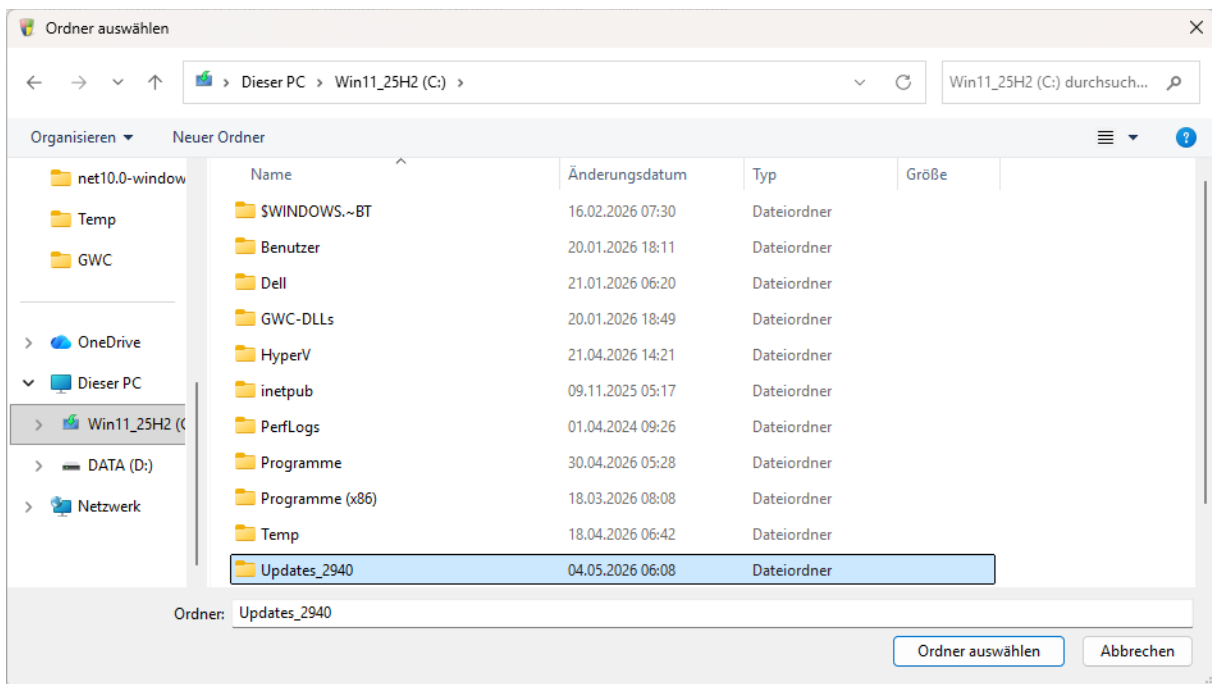 Ordner auswählen
Dieser PC > Win11_25H2 (C:) >
Win11_25H2 (C:) durchsuch...
Organisieren
Neuer Ordner
net10.0-window
Temp
GWC
OneDrive
Dieser PC
Win11_25H2 (C
DATA (D:)
Netzwerk
Name Änderungsdatum Typ Größe
$WINDOWS.~BT 16.02.2026 07:30 Dateiordner
Benutzer 20.01.2026 18:11 Dateiordner
Dell 21.01.2026 06:20 Dateiordner
GWC-DLLs 20.01.2026 18:49 Dateiordner
HyperV 21.04.2026 14:21 Dateiordner
inetpub 09.11.2025 05:17 Dateiordner
PerfLogs 01.04.2024 09:26 Dateiordner
Programme 30.04.2026 05:28 Dateiordner
Programme (x86) 18.03.2026 08:08 Dateiordner
Temp 18.04.2026 06:42 Dateiordner
Updates_2940 04.05.2026 06:08 Dateiordner
Ordner: Updates_2940
Ordner auswählen
Abbrechen